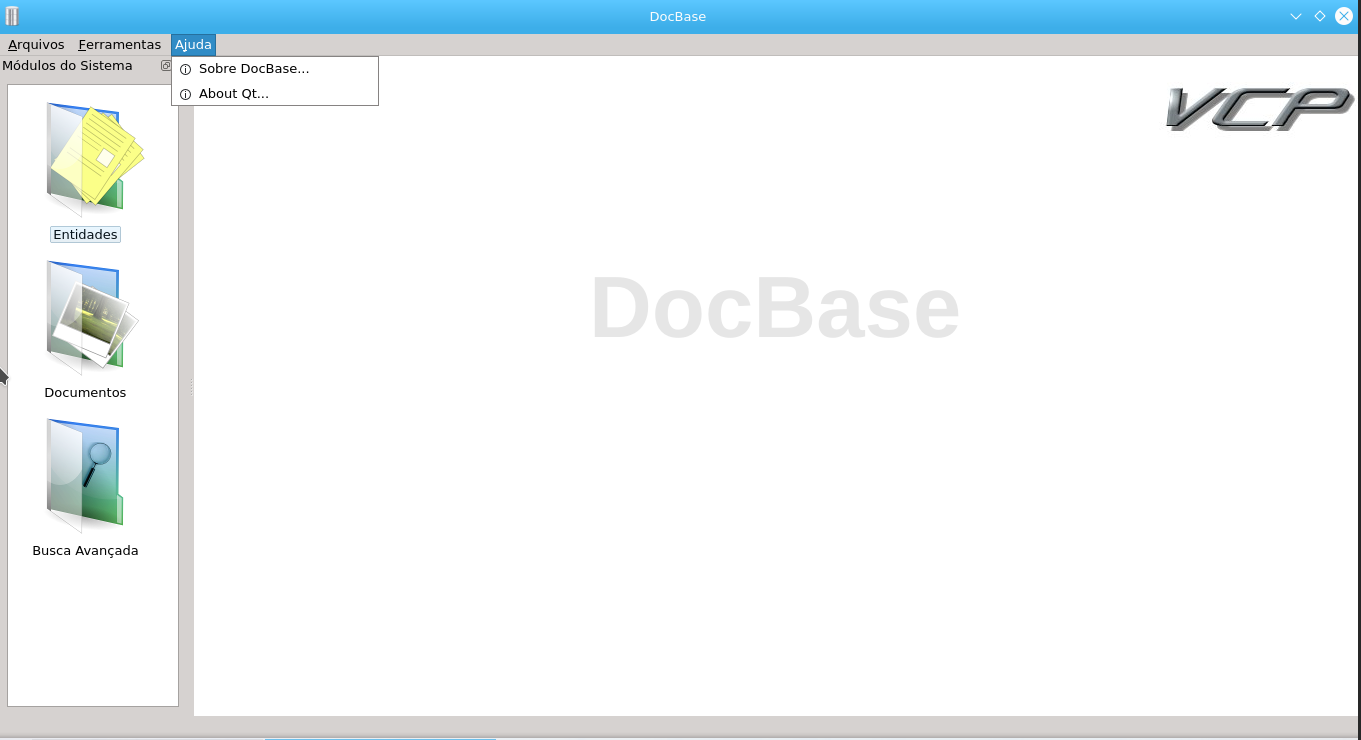 DocBase
Arquivos Ferramentas Ajuda
Módulos do Sistema
Sobre DocBase...
About Qt...
VCP
Entidades
DocBase
Documentos
Busca Avançada